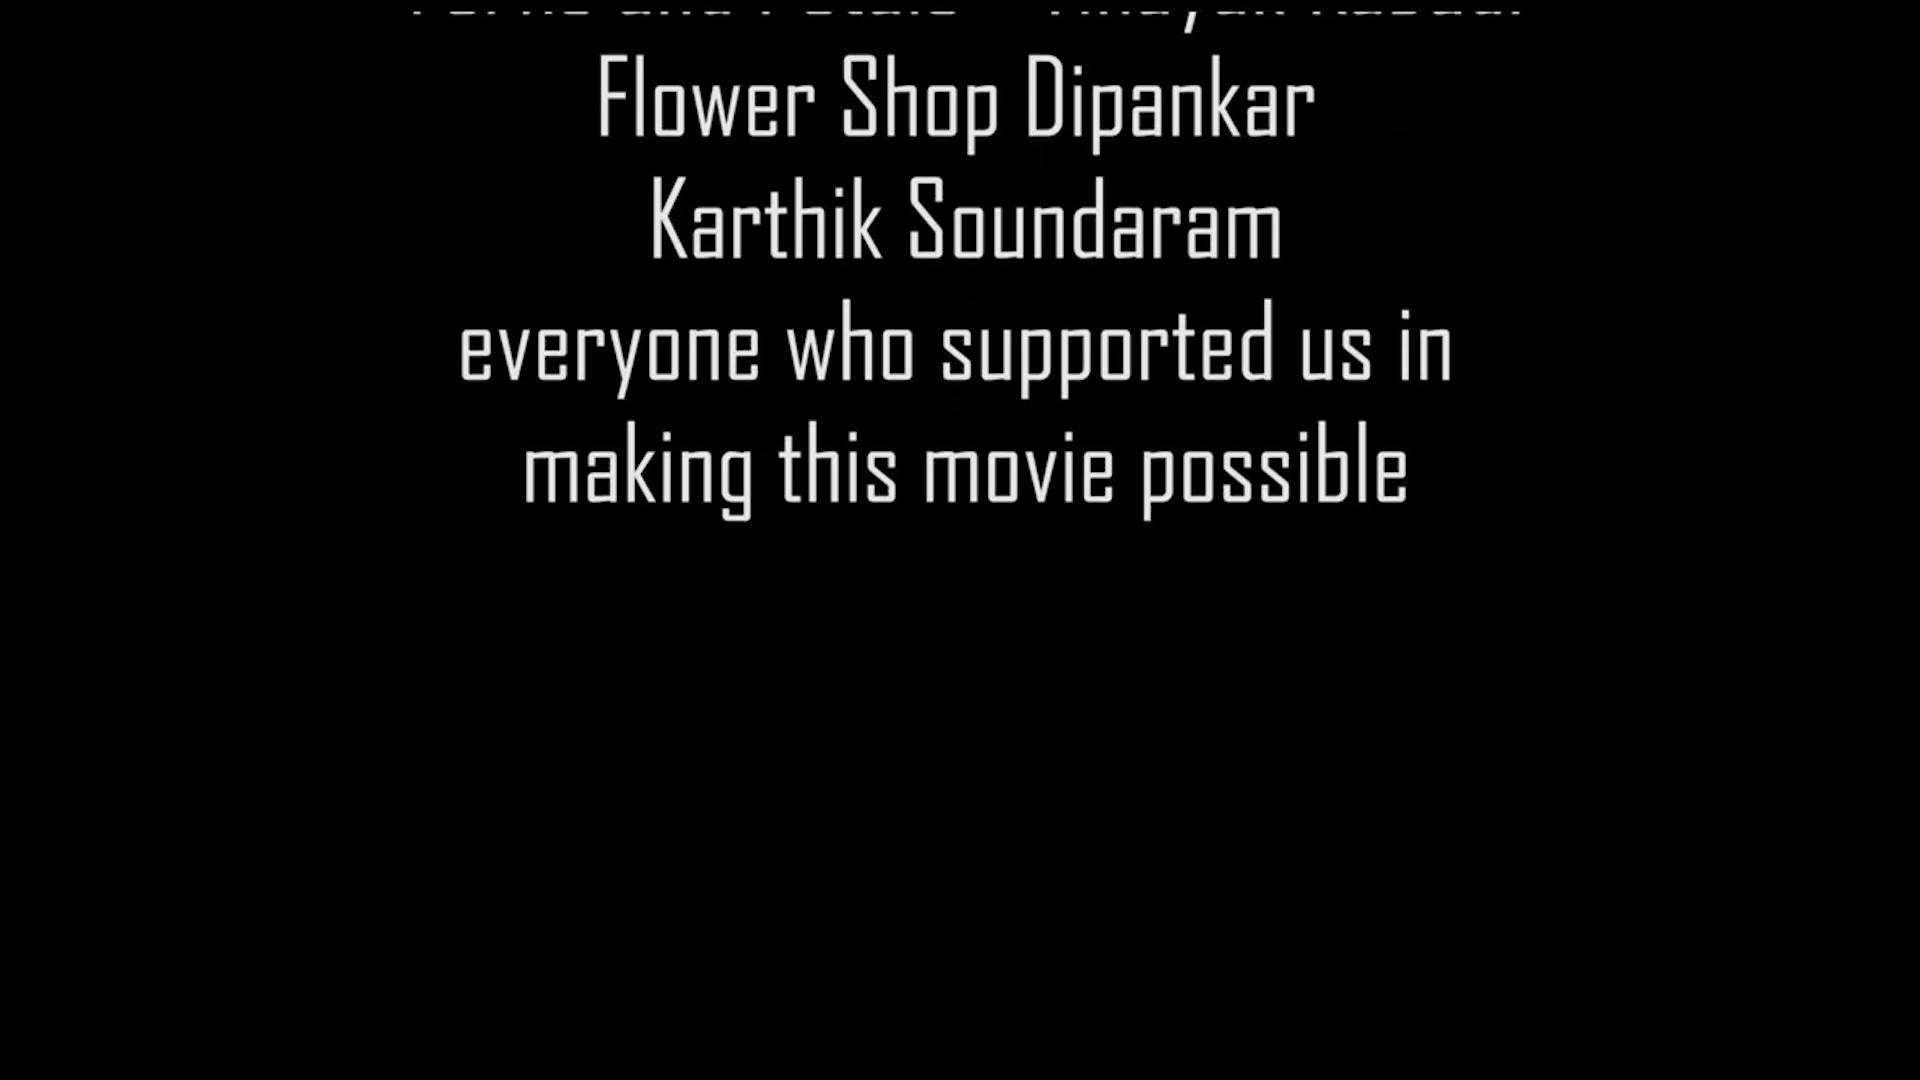 Flower Shop Dipankar
Karthik Soundaram
everyone who supported us in
making this movie possible